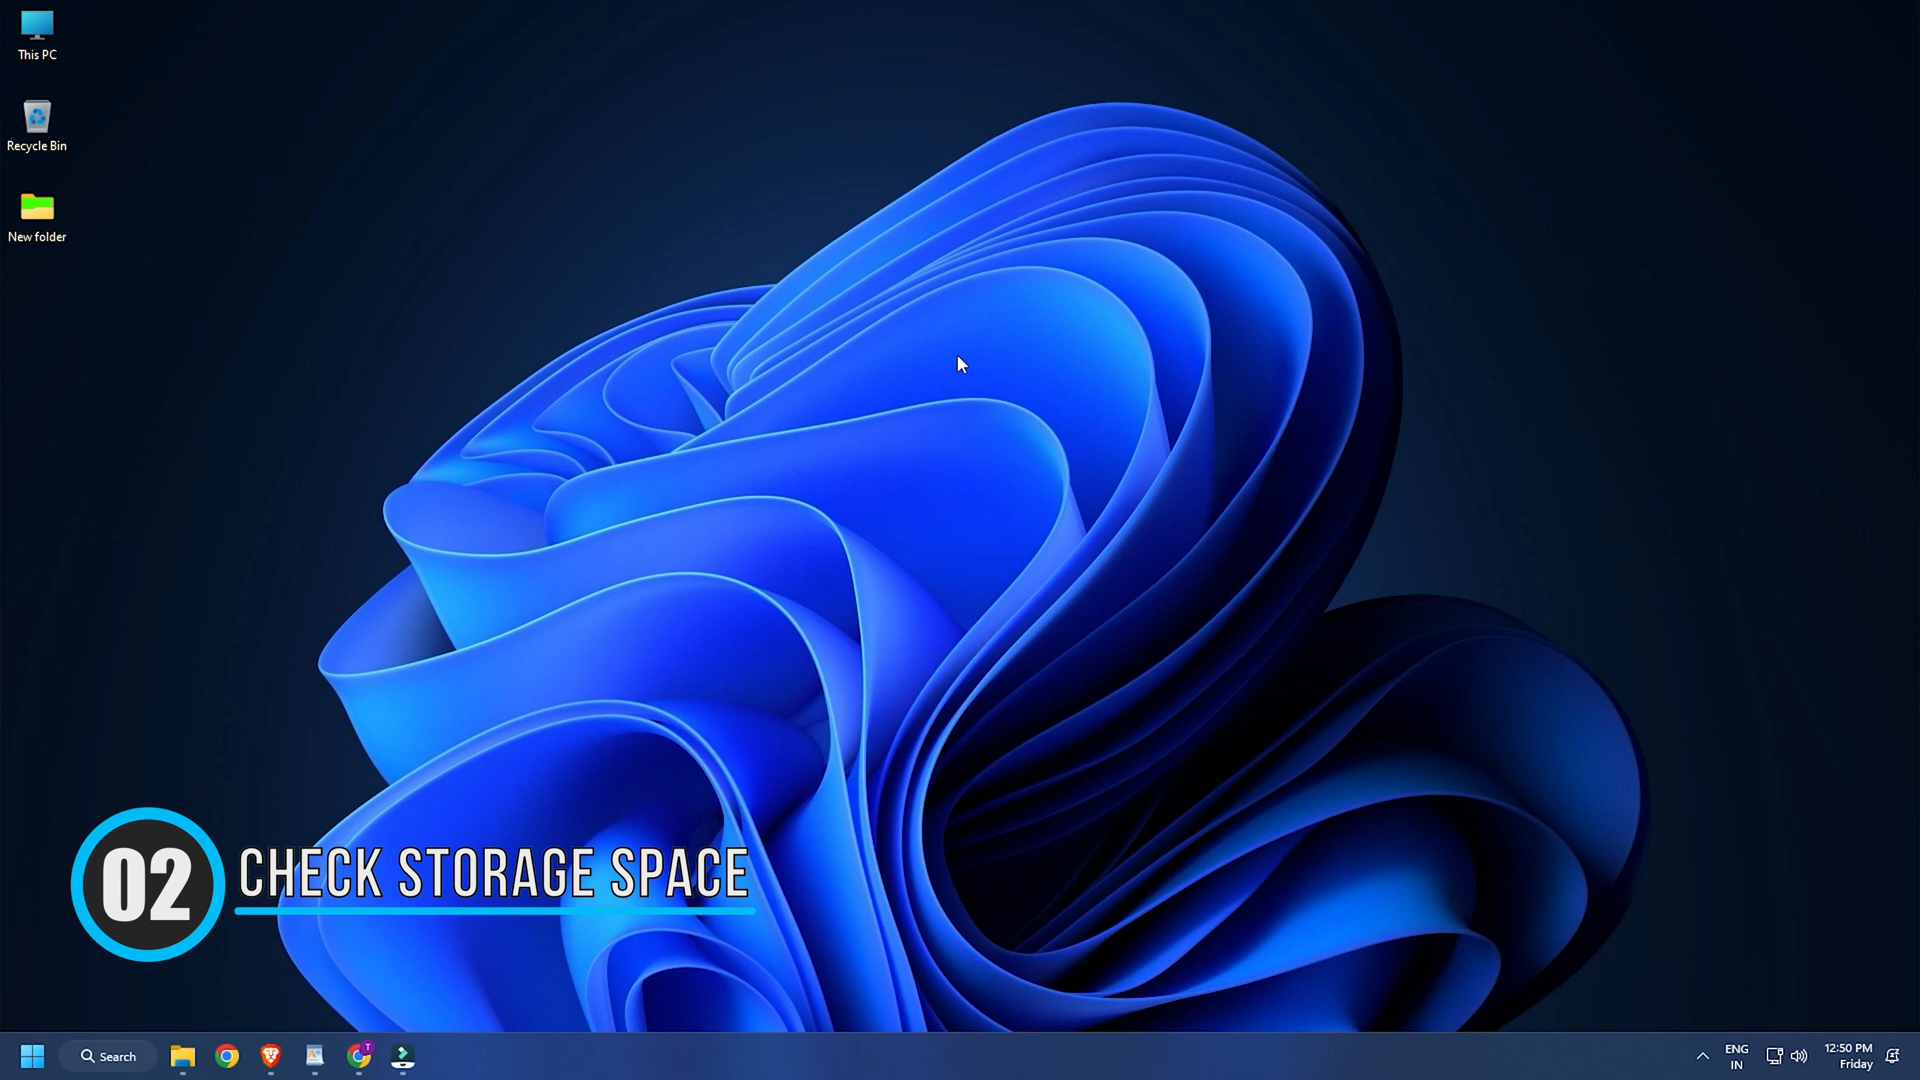 This PC
Recycle Bin
New folder
02
CHECK STORAGE SPACE
Search
T
ENG
IN
12:50 PM
Friday